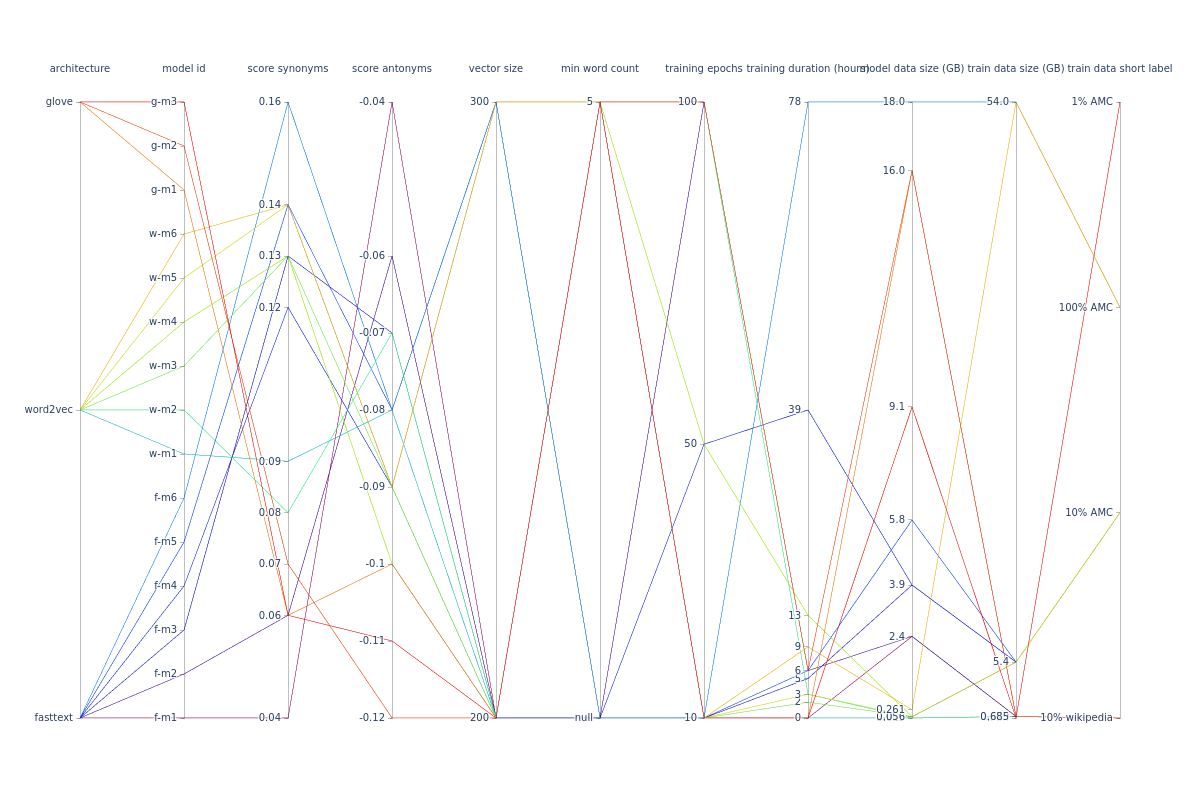 architecture
model id
score synonyms
score antonyms
vector size
min word count
training epochs
training duration (hours)
model data size (GB)
train data size (GB)
train data short label
glove
word2vec
fasttext
g-m3
g-m2
g-m1
w-m6
w-m5
w-m4
w-m3
w-m2
w-m1
f-m6
f-m5
f-m4
f-m3
f-m2
f-m1
0.16
0.14
0.13
0.12
0.09
0.08
0.07
0.06
0.04
-0.04
-0.06
-0.07
-0.08
-0.09
-0.1
-0.11
-0.12
300
200
5
null
100
50
10
78
39
13
9
6
5
3
2
0
18.0
16.0
9.1
5.8
3.9
2.4
0.261
0,056
54.0
5.4
0,685
1% AMC
100% AMC
10% AMC
10% wikipedia